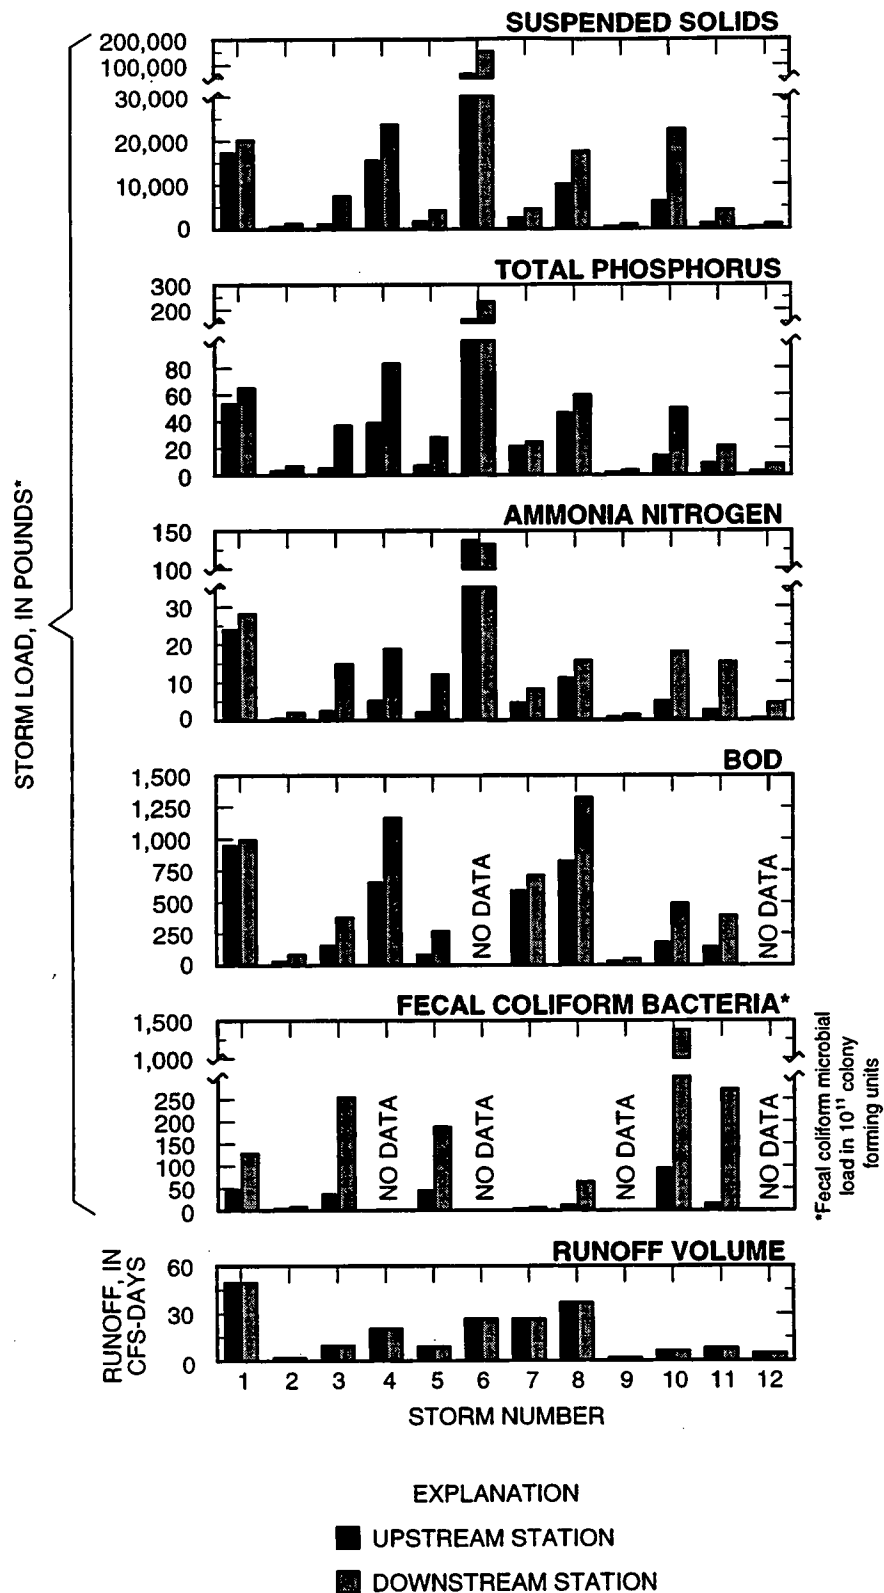 SUSPENDED SOLIDS
200,000
100,000
30,000
20,000
10,000
0
TOTAL PHOSPHORUS
300
200
80
60
40
20
0
AMMONIA NITROGEN
150
100
30
20
10
0
BOD
1,500
1,250
1,000
750
500
250
0
NO DATA
NO DATA
FECAL COLIFORM BACTERIA*
1,500
1,000
250
200
150
100
50
0
NO DATA
NO DATA
NO DATA
NO DATA
*Fecal coliform microbial
load in 10¹¹ colony
forming units
STORM LOAD, IN POUNDS*
RUNOFF VOLUME
RUNOFF, IN
CFS-DAYS
60
30
0
1 2 3 4 5 6 7 8 9 10 11 12
STORM NUMBER
EXPLANATION
UPSTREAM STATION
DOWNSTREAM STATION